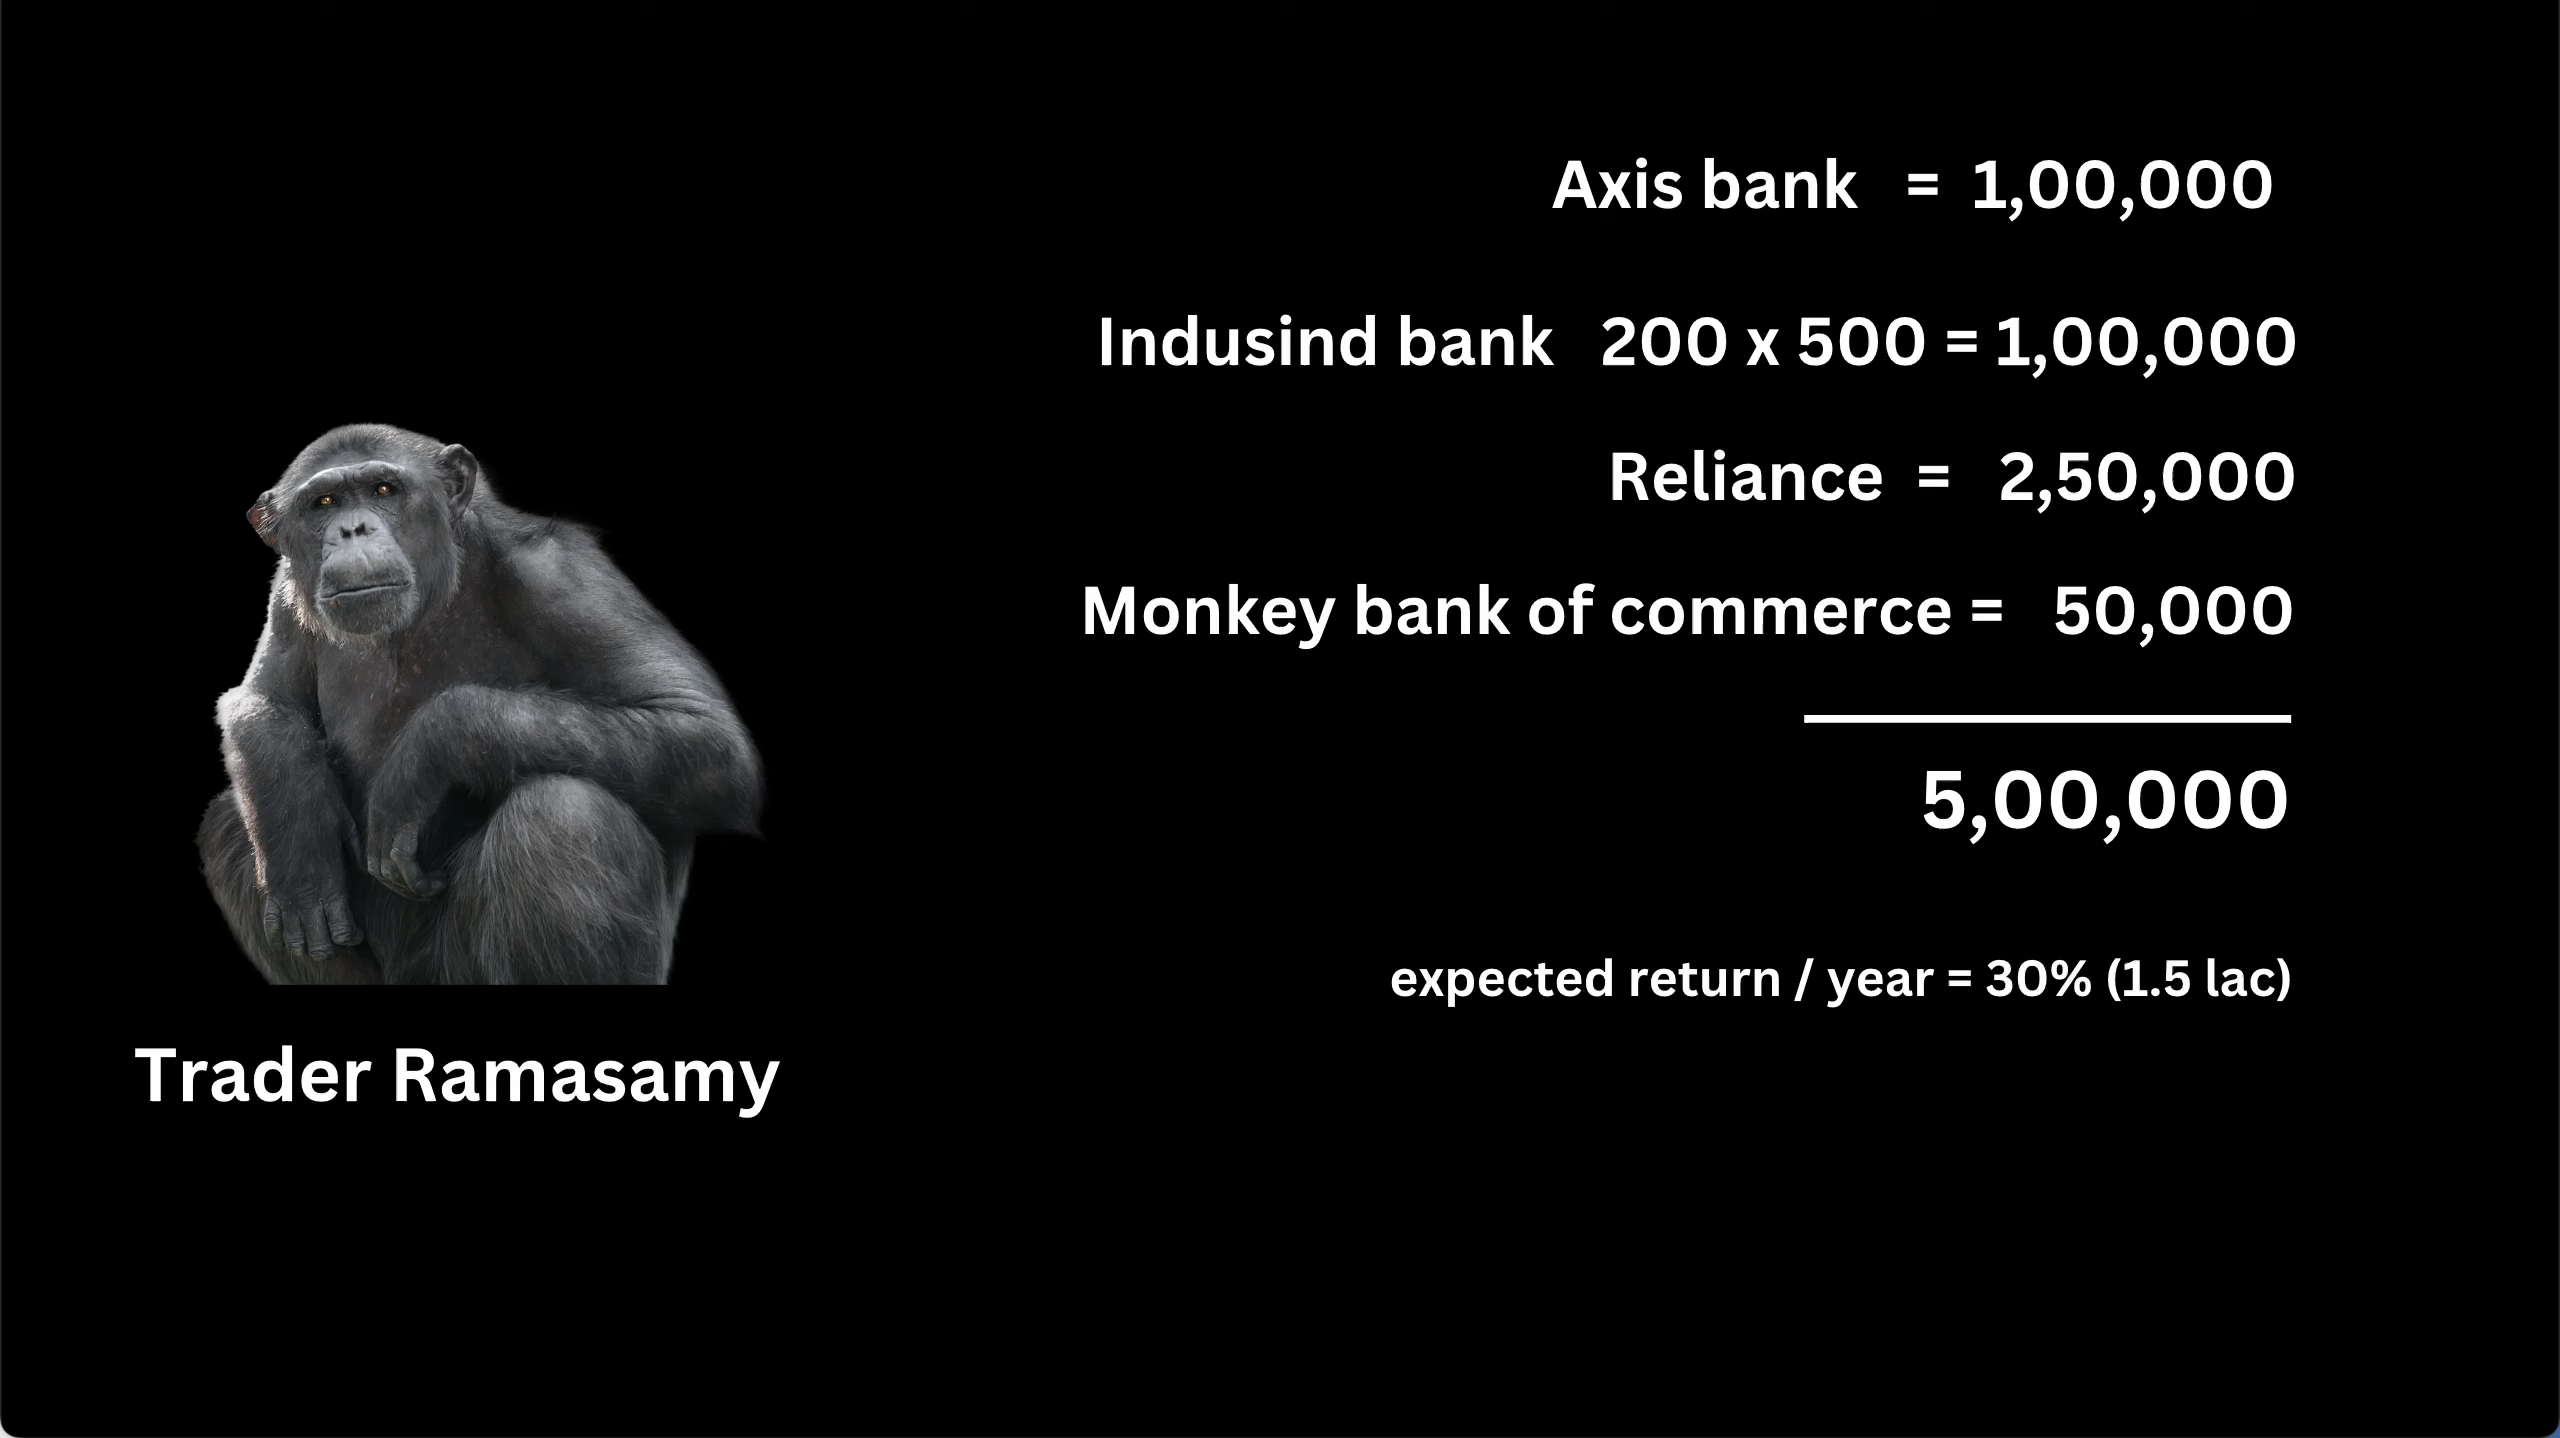 Axis bank = 1,00,000
Indusind bank 200 x 500 = 1,00,000
Reliance = 2,50,000
Monkey bank of commerce = 50,000
5,00,000
expected return / year = 30% (1.5 lac)
Trader Ramasamy